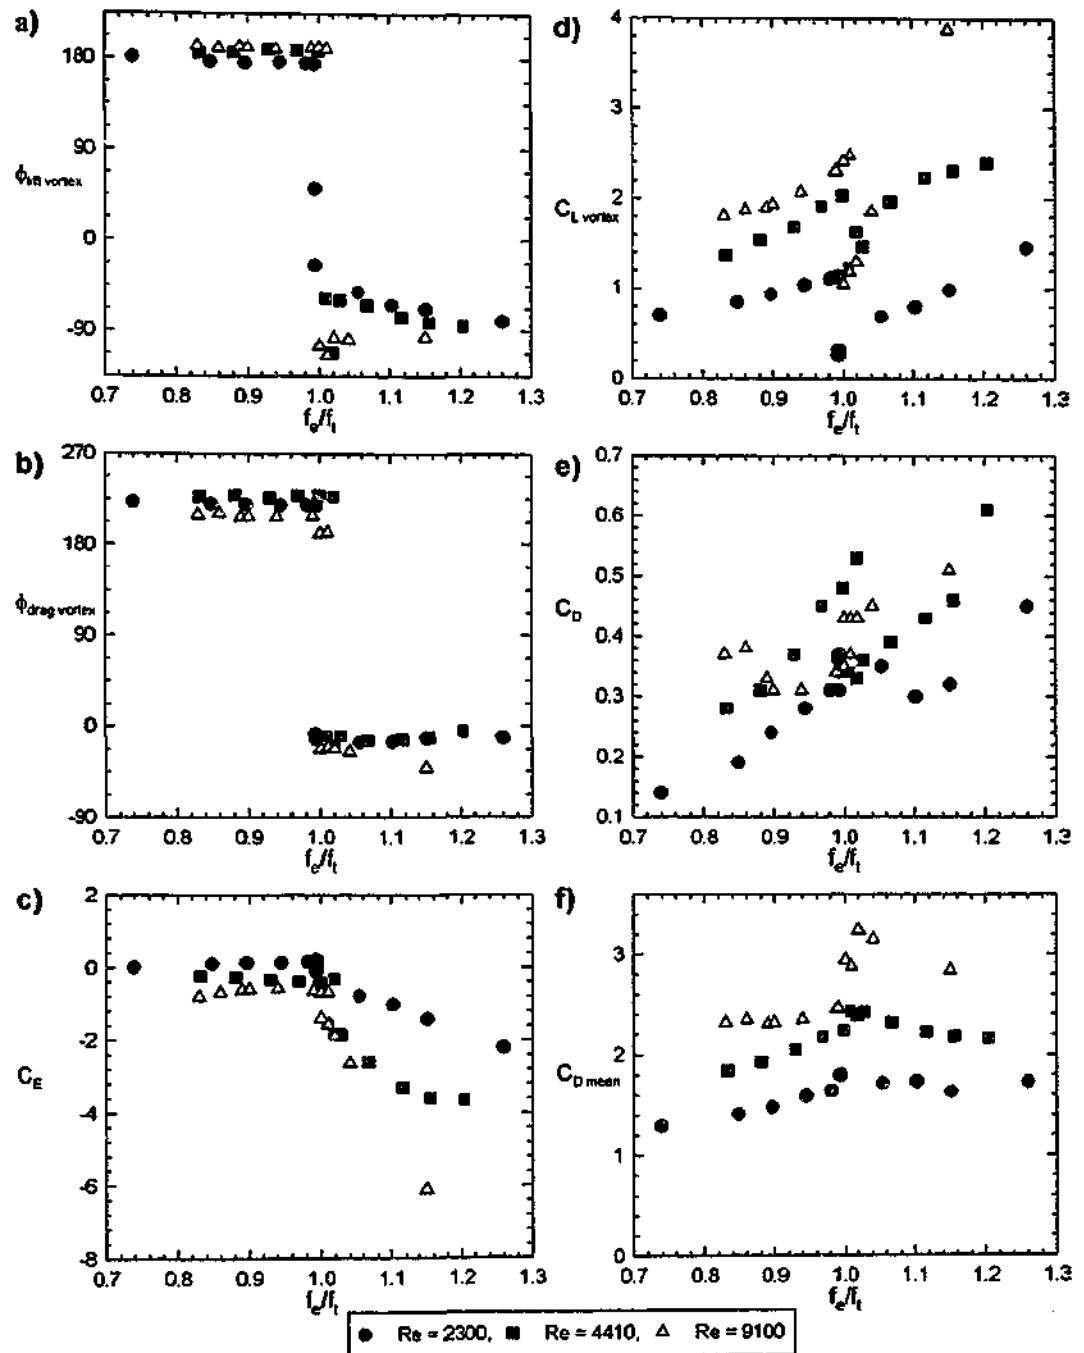 a)
180
90
0
-90
ϕlift vortex
0.7 0.8 0.9 1.0 1.1 1.2 1.3
fe/ft
b)
270
180
90
0
-90
ϕdrag vortex
0.7 0.8 0.9 1.0 1.1 1.2 1.3
fe/ft
c)
2
0
-2
-4
-6
-8
CE
0.7 0.8 0.9 1.0 1.1 1.2 1.3
fe/ft
d)
4
3
2
1
0
CL vortex
0.7 0.8 0.9 1.0 1.1 1.2 1.3
fe/ft
e)
0.7
0.6
0.5
0.4
0.3
0.2
0.1
CD
0.7 0.8 0.9 1.0 1.1 1.2 1.3
fe/ft
f)
3
2
1
0
CD mean
0.7 0.8 0.9 1.0 1.1 1.2 1.3
fe/ft
Re = 2300, Re = 4410, Re = 9100